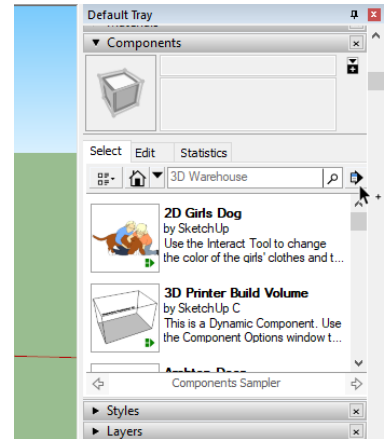 Default Tray
Components
Select Edit Statistics
3D Warehouse
2D Girls Dog
by SketchUp
Use the Interact Tool to change
the color of the girls' clothes and t...
3D Printer Build Volume
by SketchUp C
This is a Dynamic Component. Use
the Component Options window t...
Components Sampler
Styles
Layers